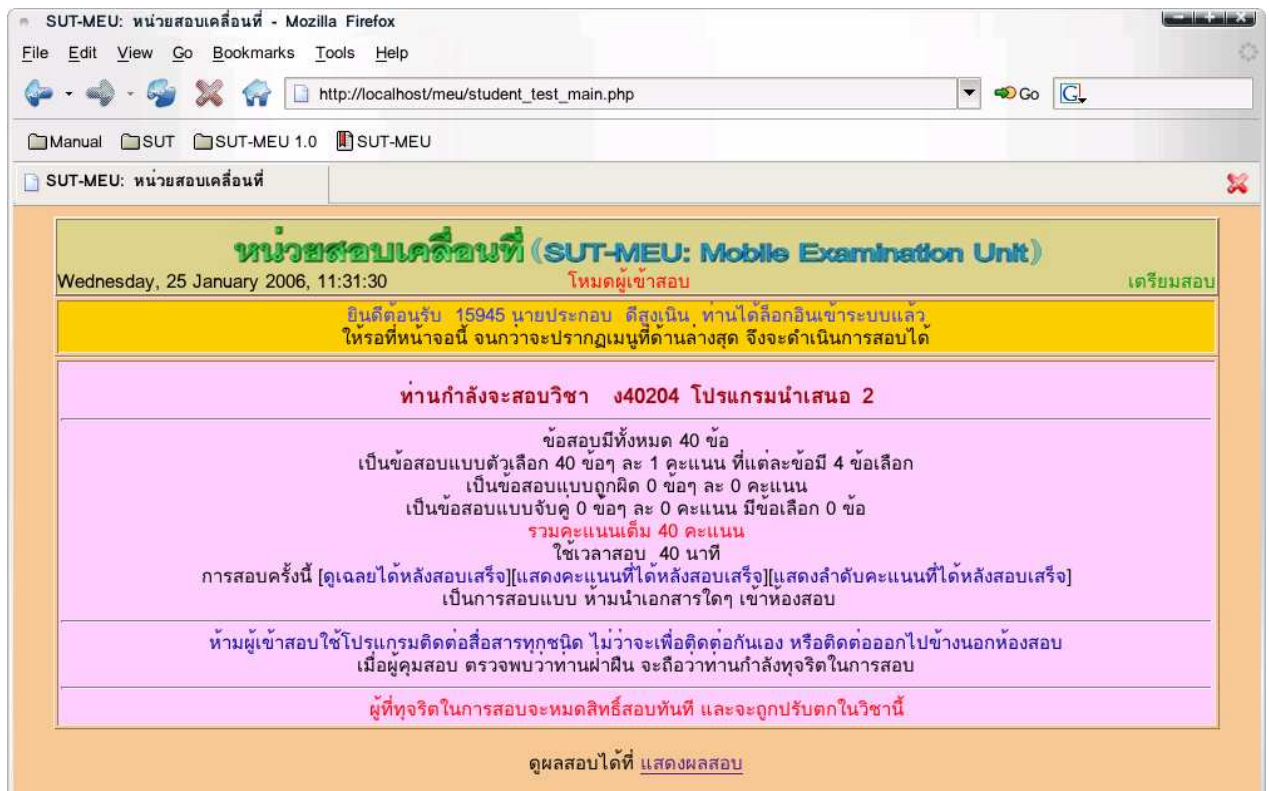 SUT-MEU: หน่วยสอบเคลื่อนที่ - Mozilla Firefox
File Edit View Go Bookmarks Tools Help
http://localhost/meu/student_test_main.php Go
Manual SUT SUT-MEU 1.0 SUT-MEU
SUT-MEU: หน่วยสอบเคลื่อนที่
หน่วยสอบเคลื่อนที่ (SUT-MEU: Mobile Examination Unit)
Wednesday, 25 January 2006, 11:31:30 โหมดผู้เข้าสอบ เตรียมสอบ
ยินดีต้อนรับ 15945 นายประกอบ ดีสูงเนิน ท่านได้ล็อกอินเข้าระบบแล้ว
ให้รอที่หน้าจอนี้ จนกว่าจะปรากฏเมนูที่ด้านล่างสุด จึงจะดำเนินการสอบได้
ท่านกำลังจะสอบวิชา ง40204 โปรแกรมนำเสนอ 2
ข้อสอบมีทั้งหมด 40 ข้อ
เป็นข้อสอบแบบตัวเลือก 40 ข้อๆ ละ 1 คะแนน ที่แต่ละข้อมี 4 ข้อเลือก
เป็นข้อสอบแบบถูกผิด 0 ข้อๆ ละ 0 คะแนน
เป็นข้อสอบแบบจับคู่ 0 ข้อๆ ละ 0 คะแนน มีข้อเลือก 0 ข้อ
รวมคะแนนเต็ม 40 คะแนน
ใช้เวลาสอบ 40 นาที
การสอบครั้งนี้ [ดูเฉลยได้หลังสอบเสร็จ][แสดงคะแนนที่ได้หลังสอบเสร็จ][แสดงลำดับคะแนนที่ได้หลังสอบเสร็จ]
เป็นการสอบแบบ ห้ามนำเอกสารใดๆ เข้าห้องสอบ
ห้ามผู้เข้าสอบใช้โปรแกรมติดต่อสื่อสารทุกชนิด ไม่ว่าจะเพื่อติดต่อกันเอง หรือติดต่อออกไปข้างนอกห้องสอบ
เมื่อผู้คุมสอบ ตรวจพบว่าท่านฝ่าฝืน จะถือว่าท่านกำลังทุจริตในการสอบ
ผู้ที่ทุจริตในการสอบจะหมดสิทธิ์สอบทันที และจะถูกปรับตกในวิชานี้
ดูผลสอบได้ที่ แสดงผลสอบ